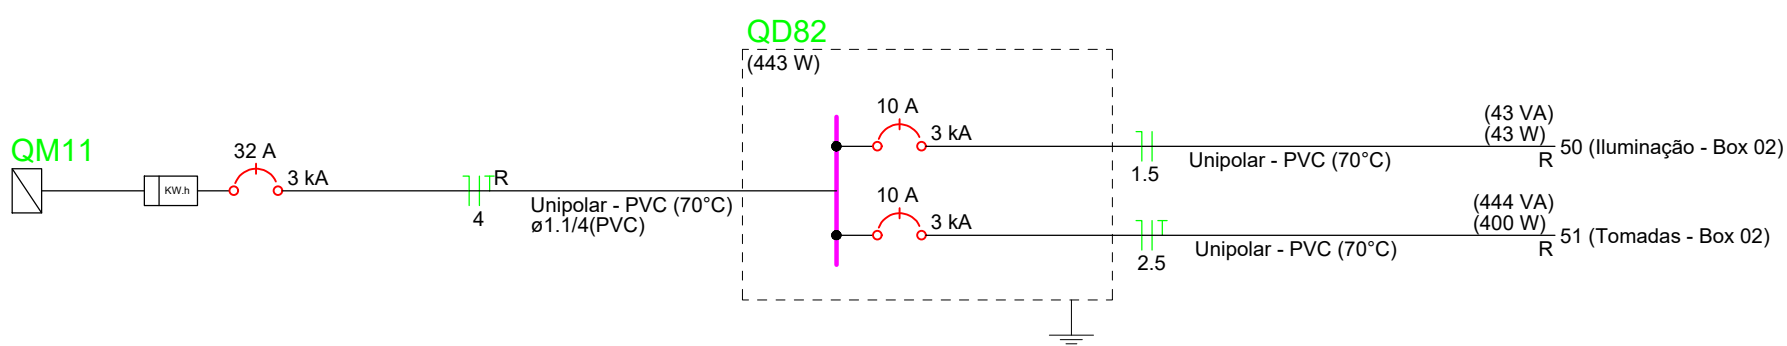 QM11
KW.h
32 A
3 kA
R
4
Unipolar - PVC (70°C)
ø1.1/4(PVC)
QD82
(443 W)
10 A
3 kA
1.5
Unipolar - PVC (70°C)
(43 VA)
(43 W)
R
50 (Iluminação - Box 02)
10 A
3 kA
2.5
Unipolar - PVC (70°C)
(444 VA)
(400 W)
R
51 (Tomadas - Box 02)